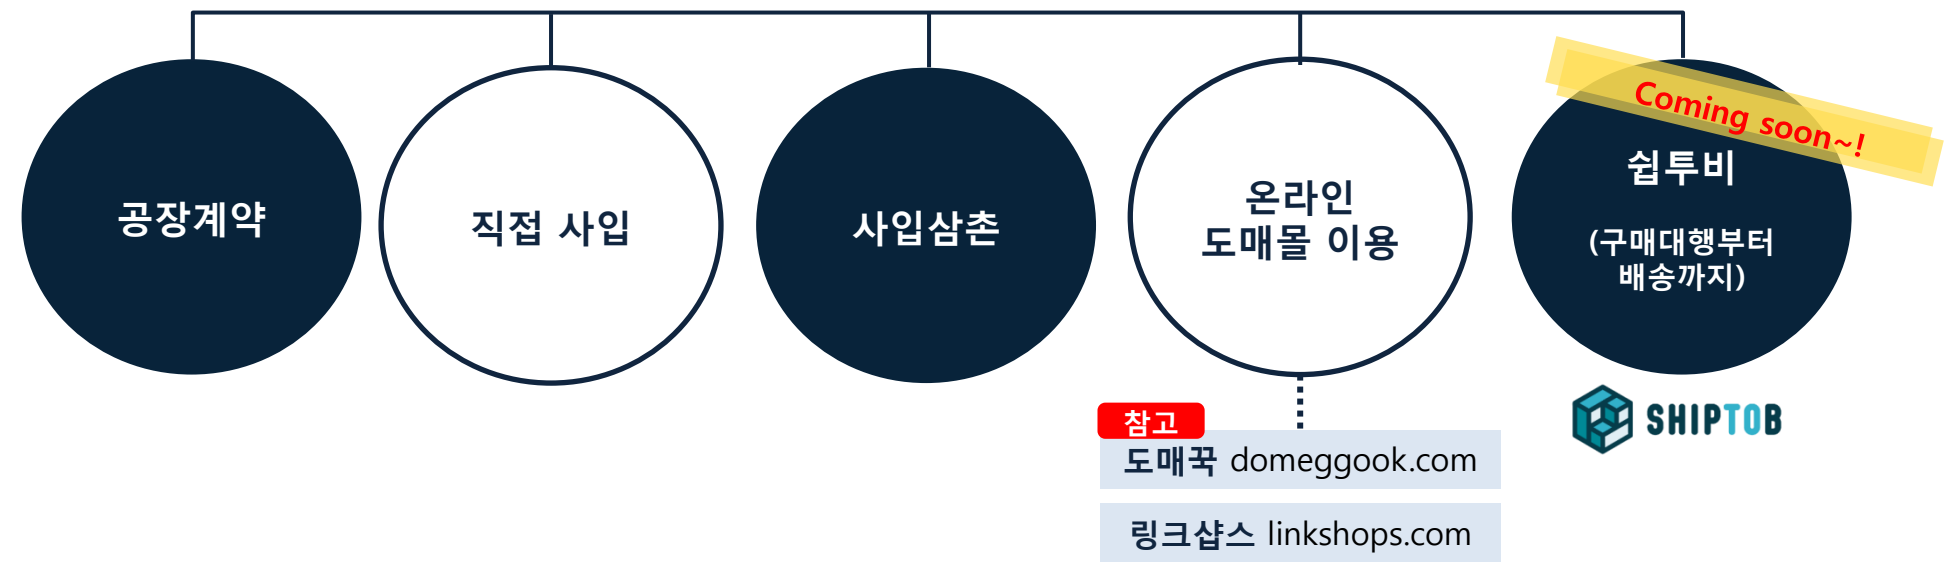 공장계약
직접 사입
사입삼촌
온라인
도매몰 이용
Coming soon~!
쉽투비
(구매대행부터
배송까지)
SHIPTOB
참고
도매꾹 domeggook.com
링크샵스 linkshops.com